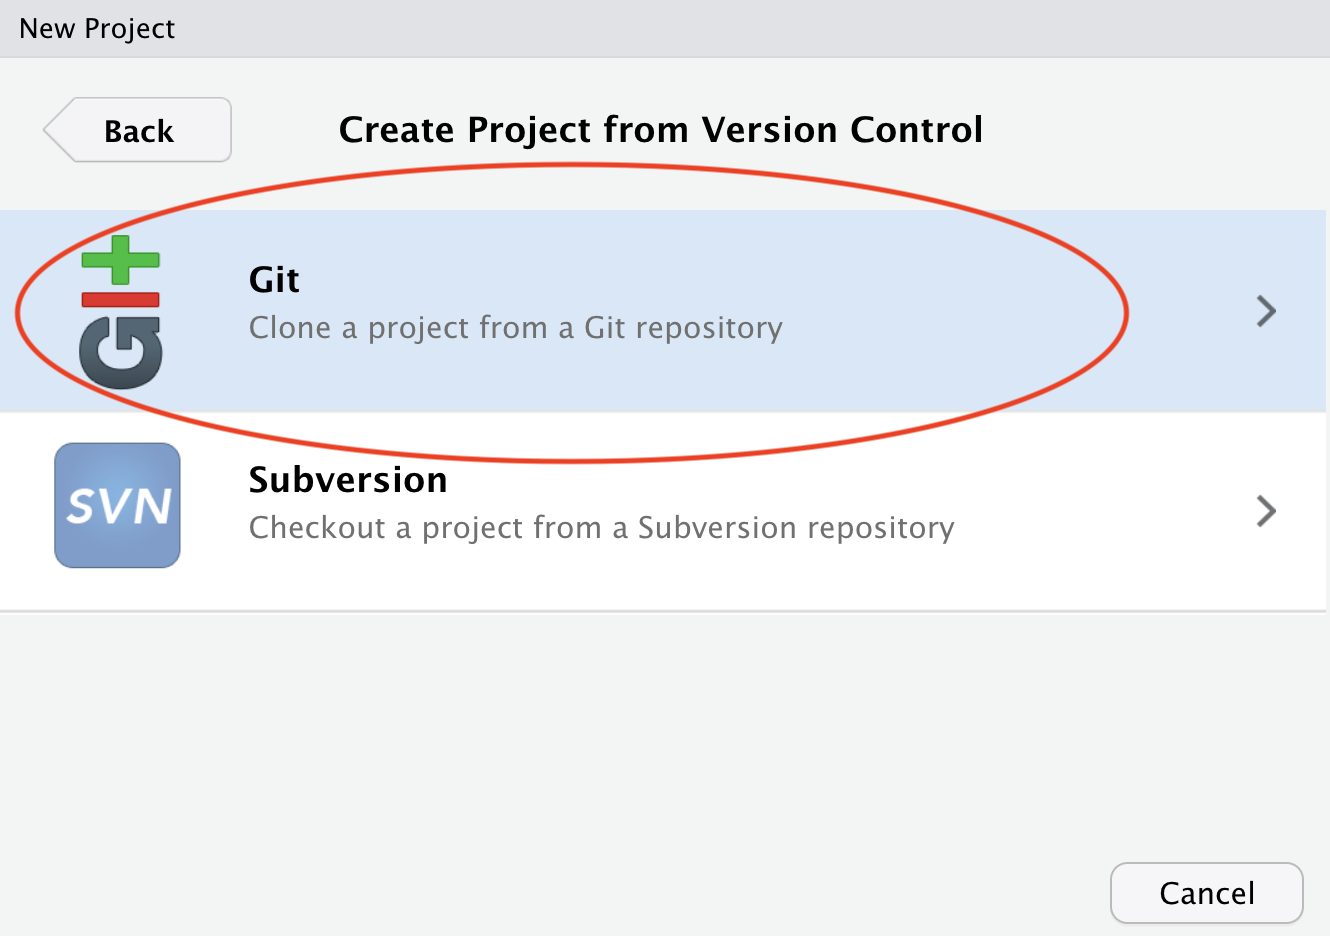 New Project
Back
Create Project from Version Control
GIT
Git
Clone a project from a Git repository
SVN
Subversion
Checkout a project from a Subversion repository
Cancel